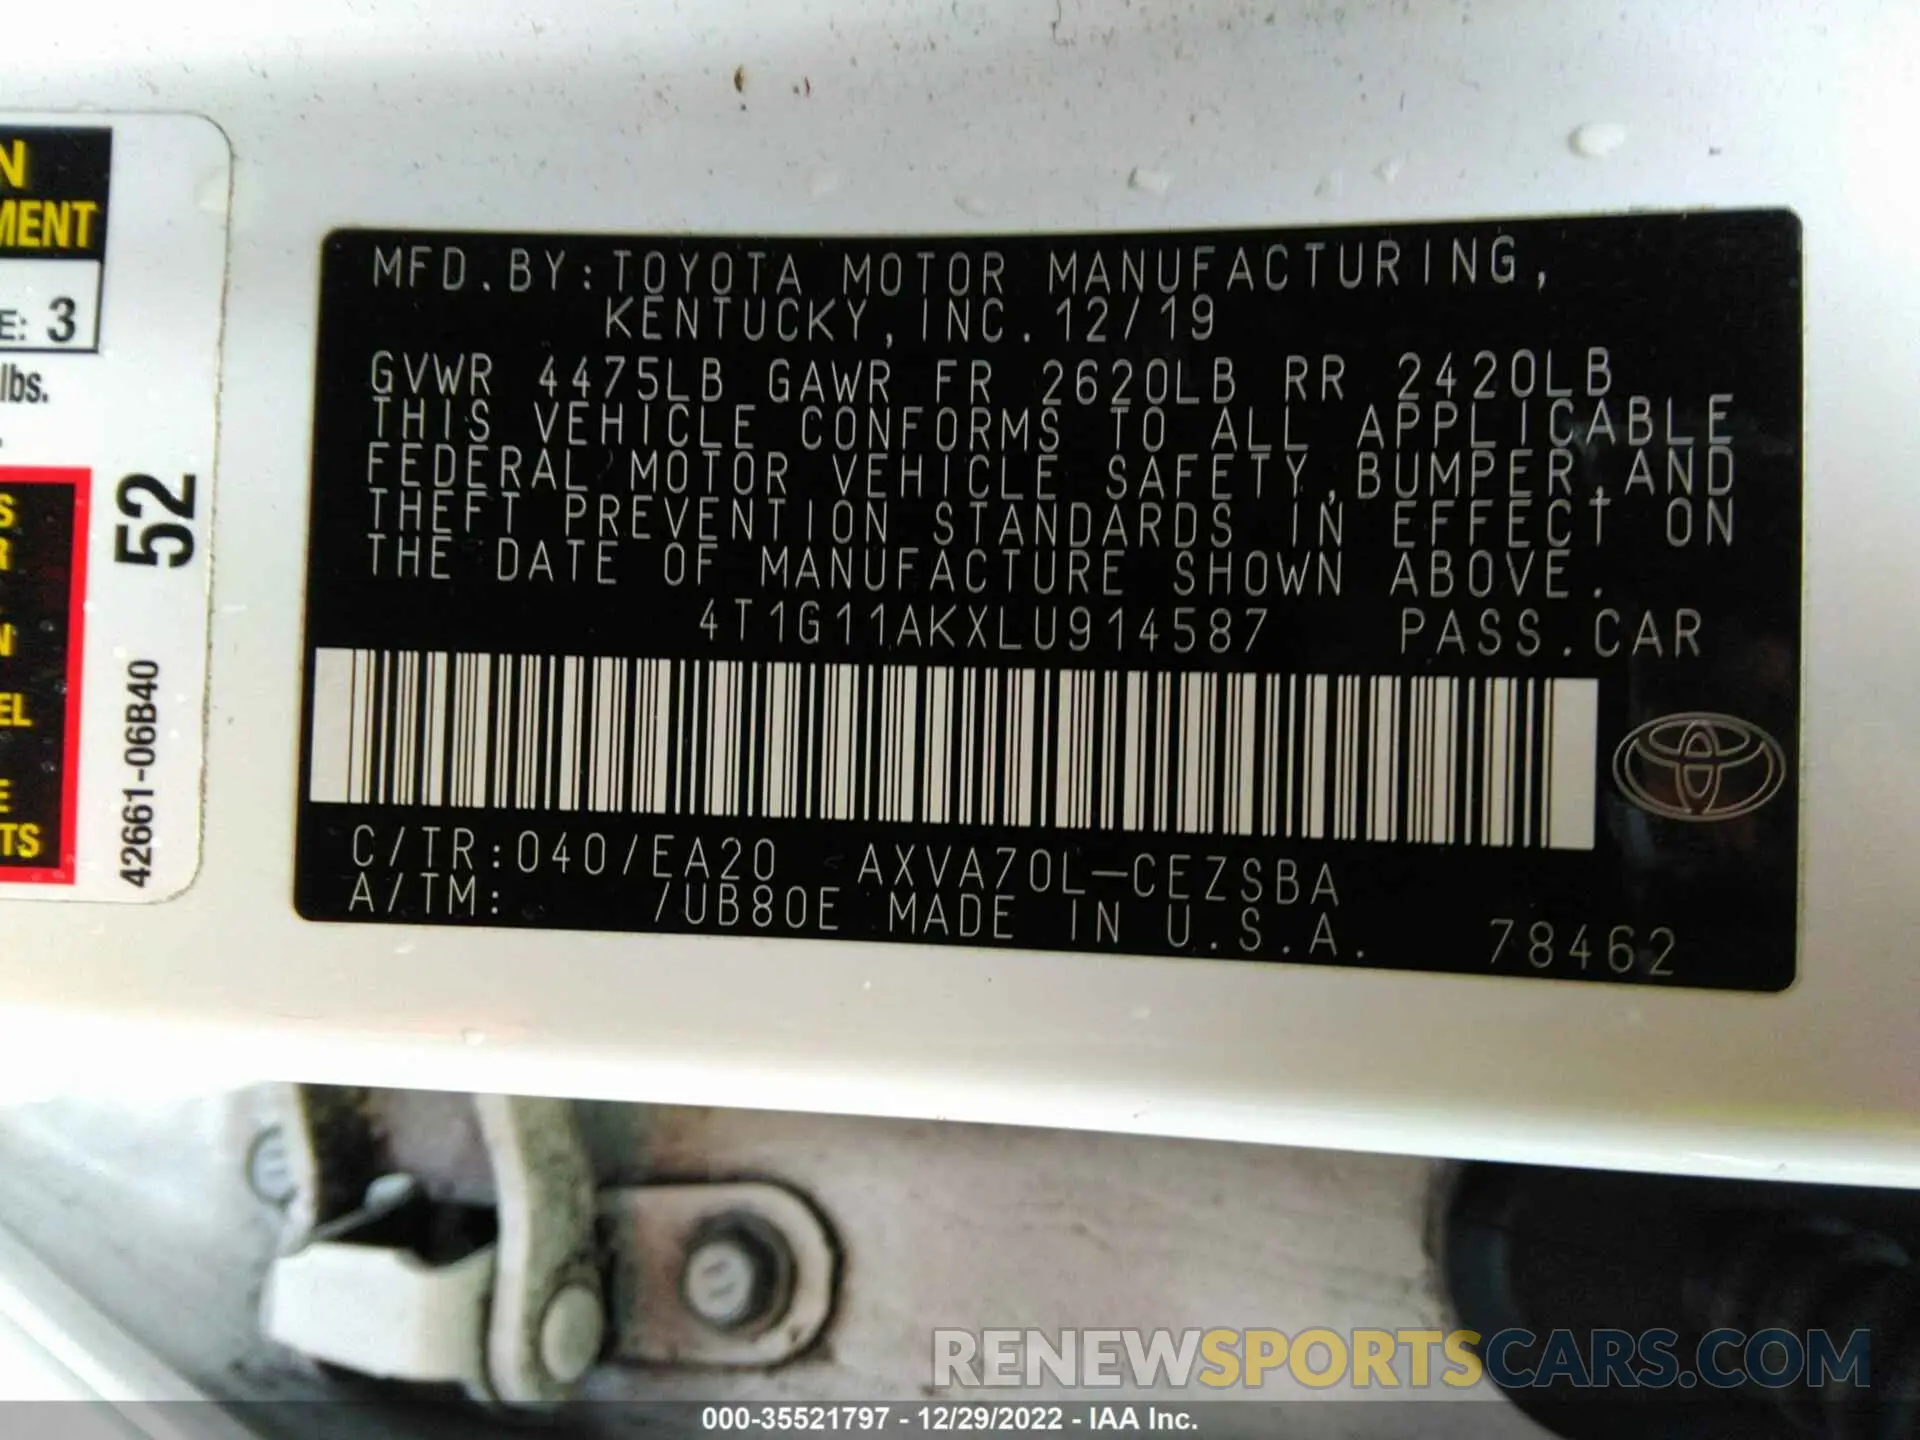 N
MENT
E: 3
lbs.
S
R
N
EL
E
TS
52
42661-06B40
MFD.BY:TOYOTA MOTOR MANUFACTURING,
KENTUCKY,INC.12/19
GVWR 4475LB GAWR FR 2620LB RR 2420LB
THIS VEHICLE CONFORMS TO ALL APPLICABLE
FEDERAL MOTOR VEHICLE SAFETY,BUMPER,AND
THEFT PREVENTION STANDARDS IN EFFECT ON
THE DATE OF MANUFACTURE SHOWN ABOVE.
4T1G11AKXLU914587 PASS.CAR
C/TR:040/EA20 AXVA70L-CEZSBA
A/TM: /UB80E MADE IN U.S.A. 78462
RENEWSPORTSCARS.COM
000-35521797 - 12/29/2022 - IAA Inc.